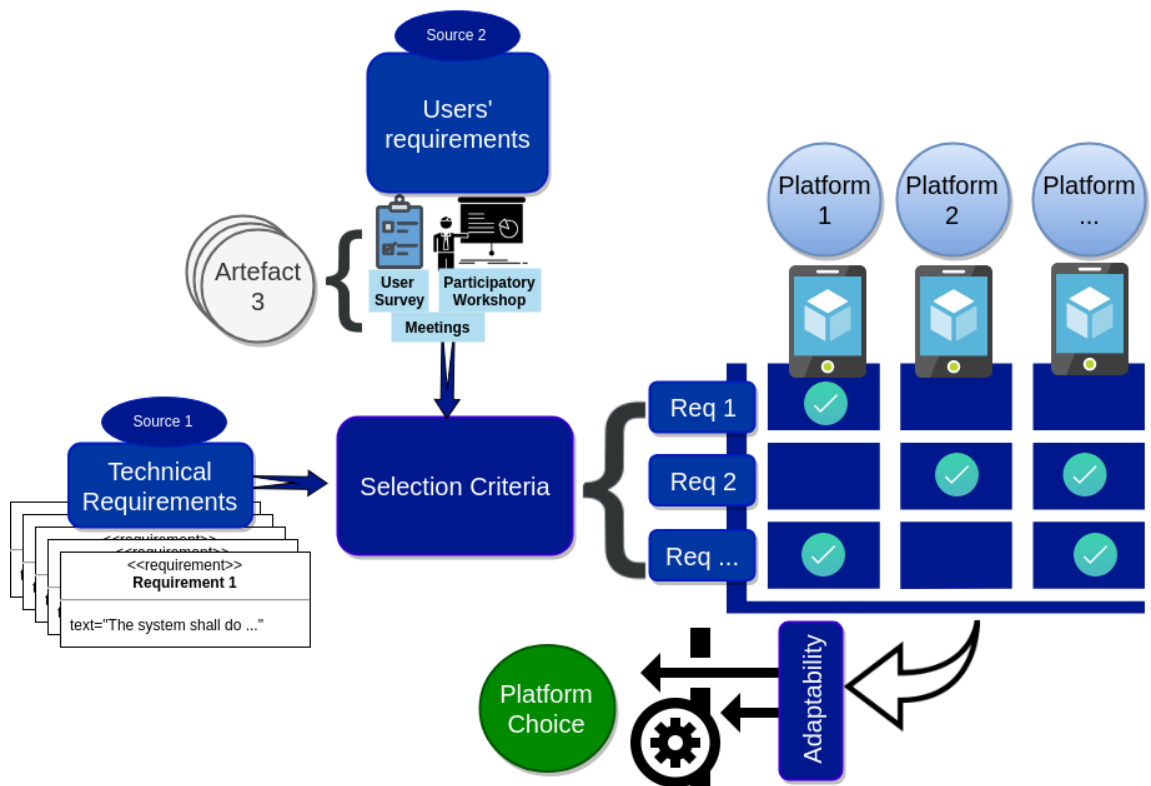 Source 2
Users'
requirements
Artefact
3
User
Survey
Participatory
Workshop
Meetings
Source 1
Technical
Requirements
<<requirement>>
<<requirement>>
<<requirement>>
Requirement 1
text="The system shall do ..."
Selection Criteria
Platform
1
Platform
2
Platform
...
Req 1
Req 2
Req ...
Adaptability
Platform
Choice